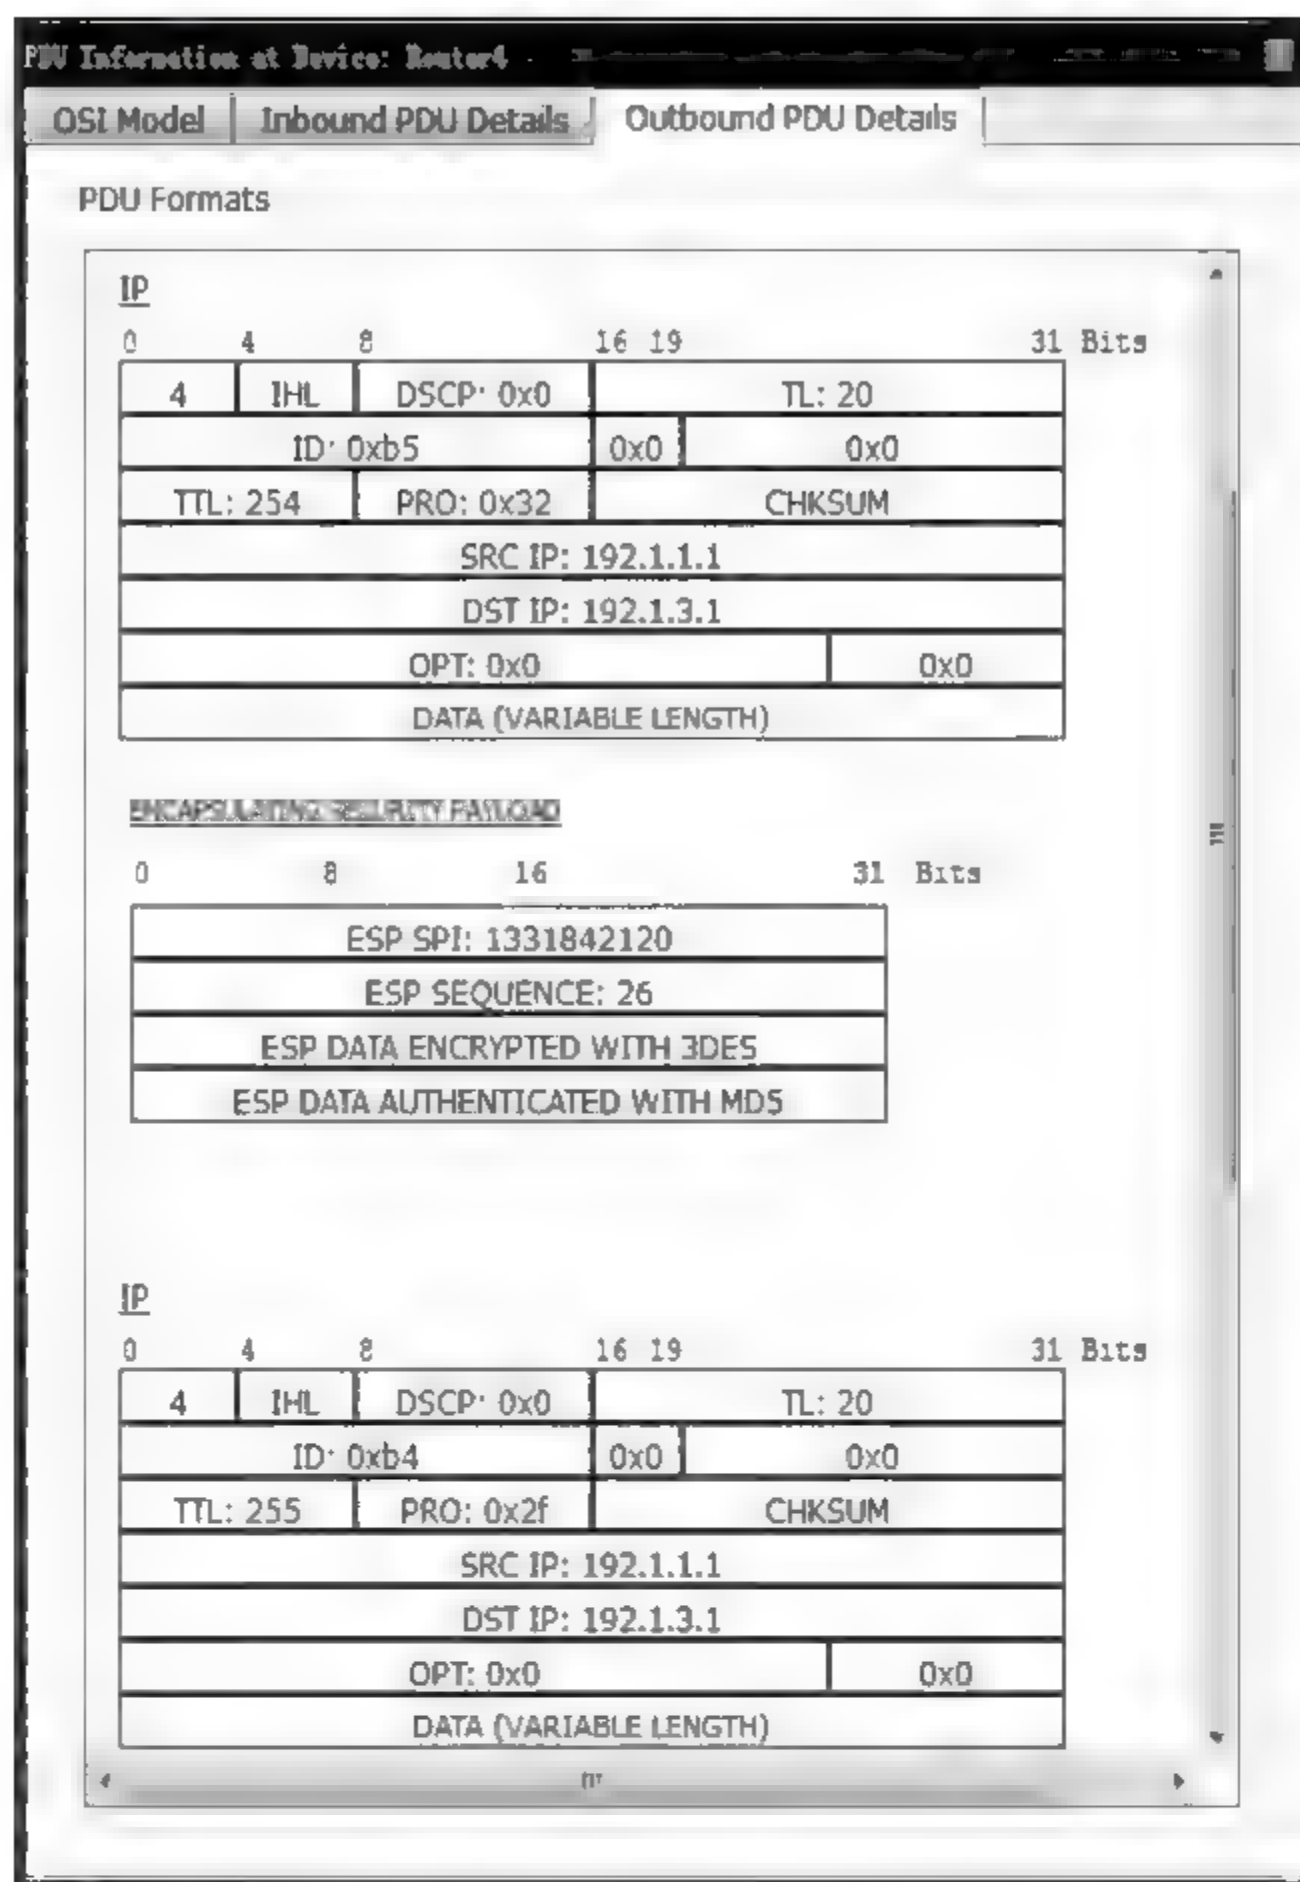 PDU Information at Device: Router4
OSI Model Inbound PDU Details Outbound PDU Details
PDU Formats
IP
0 4 8 16 19 31 Bits
4 IHL DSCP: 0x0 TL: 20
ID: 0xb5 0x0 0x0
TTL: 254 PRO: 0x32 CHKSUM
SRC IP: 192.1.1.1
DST IP: 192.1.3.1
OPT: 0x0 0x0
DATA (VARIABLE LENGTH)
ENCAPSULATING SECURITY PAYLOAD
0 8 16 31 Bits
ESP SPI: 1331842120
ESP SEQUENCE: 26
ESP DATA ENCRYPTED WITH 3DES
ESP DATA AUTHENTICATED WITH MD5
IP
0 4 8 16 19 31 Bits
4 IHL DSCP: 0x0 TL: 20
ID: 0xb4 0x0 0x0
TTL: 255 PRO: 0x2f CHKSUM
SRC IP: 192.1.1.1
DST IP: 192.1.3.1
OPT: 0x0 0x0
DATA (VARIABLE LENGTH)